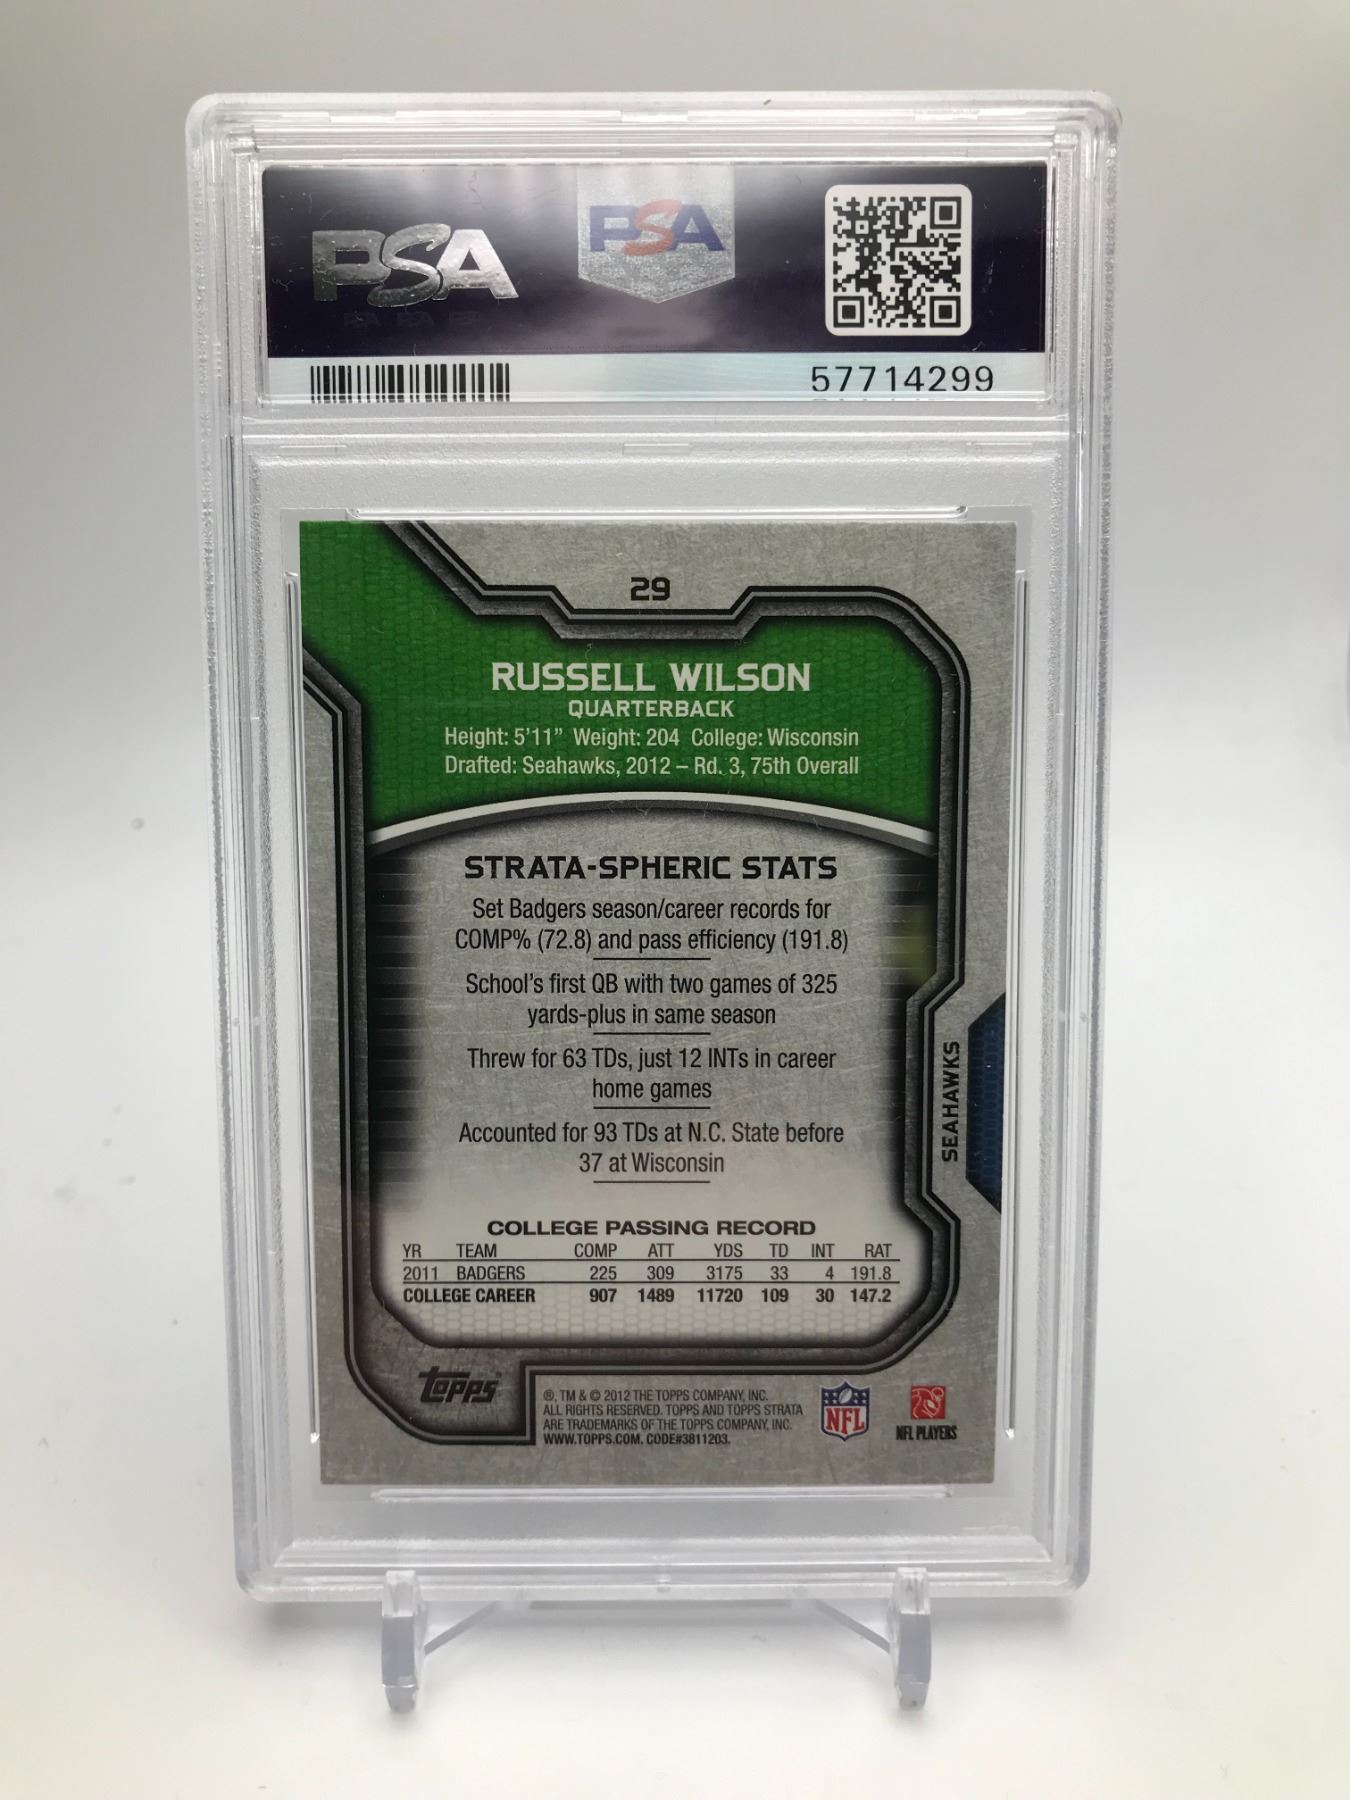 PSA
PSA
57714299
29
RUSSELL WILSON
QUARTERBACK
Height: 5'11" Weight: 204 College: Wisconsin
Drafted: Seahawks, 2012 – Rd. 3, 75th Overall
STRATA-SPHERIC STATS
Set Badgers season/career records for
COMP% (72.8) and pass efficiency (191.8)
School's first QB with two games of 325
yards-plus in same season
Threw for 63 TDs, just 12 INTs in career
home games
Accounted for 93 TDs at N.C. State before
37 at Wisconsin
SEAHAWKS
COLLEGE PASSING RECORD
YR TEAM COMP ATT YDS TD INT RAT
2011 BADGERS 225 309 3175 33 4 191.8
COLLEGE CAREER 907 1489 11720 109 30 147.2
topps
®, TM & © 2012 THE TOPPS COMPANY, INC.
ALL RIGHTS RESERVED. TOPPS AND TOPPS STRATA
ARE TRADEMARKS OF THE TOPPS COMPANY, INC.
WWW.TOPPS.COM. CODE#3811203.
NFL
NFL PLAYERS